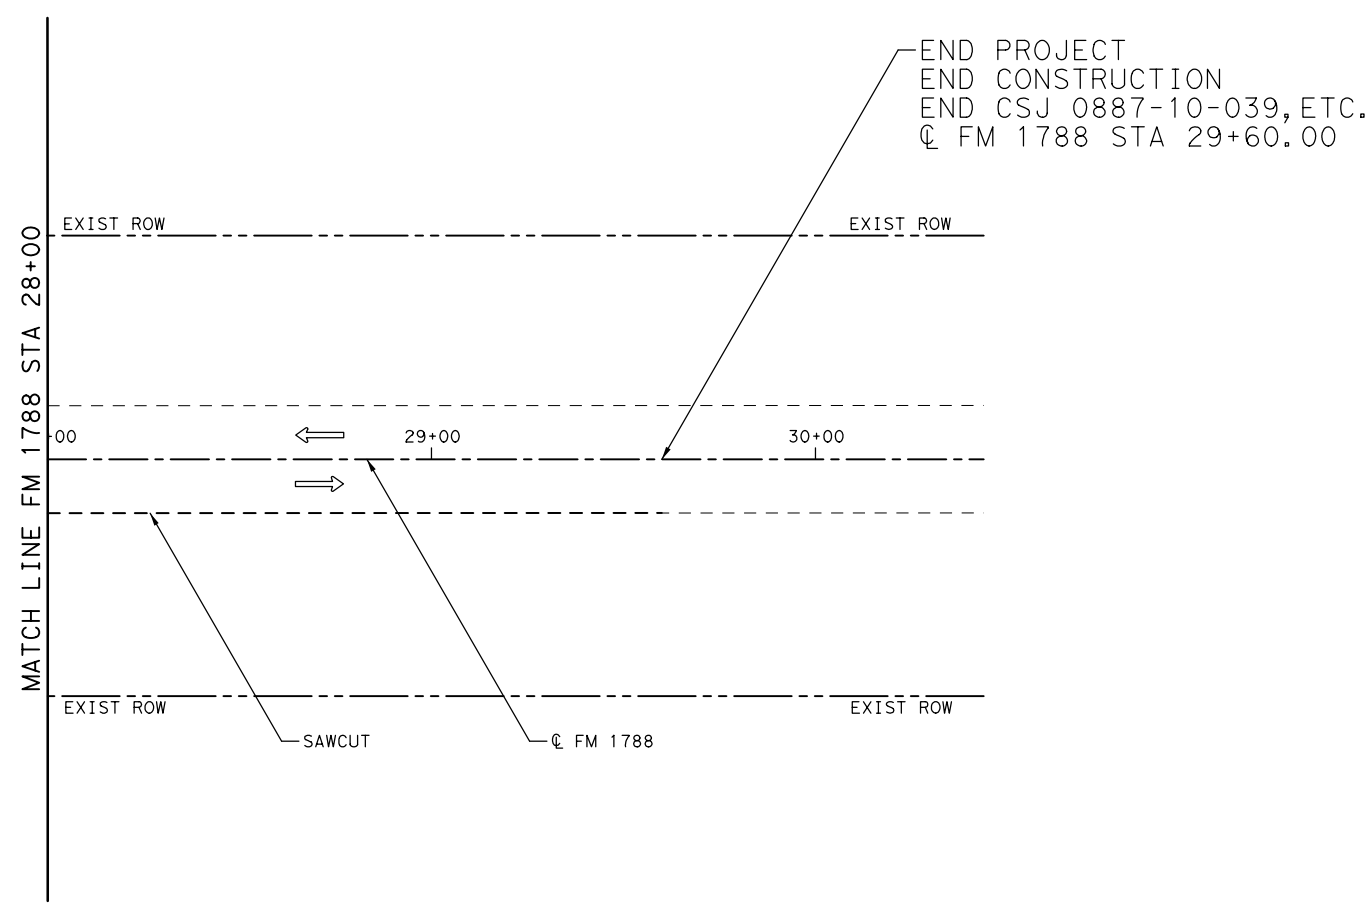 END PROJECT
END CONSTRUCTION
END CSJ 0887-10-039, ETC.
℄ FM 1788 STA 29+60.00
EXIST ROW
EXIST ROW
MATCH LINE FM 1788 STA 28+00
+00
29+00
30+00
EXIST ROW
EXIST ROW
SAWCUT
℄ FM 1788